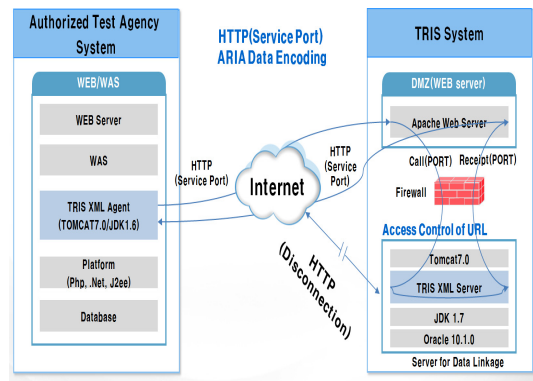 Authorized Test Agency
System
WEB/WAS
WEB Server
WAS
TRIS XML Agent
(TOMCAT7.0/JDK1.6)
Platform
(Php, .Net, J2ee)
Database
HTTP(Service Port)
ARIA Data Encoding
HTTP
(Service Port)
Internet
HTTP
(Service
Port)
HTTP
(Disconnection)
TRIS System
DMZ(WEB server)
Apache Web Server
Call(PORT) Receipt(PORT)
Firewall
Access Control of URL
Tomcat7.0
TRIS XML Server
JDK 1.7
Oracle 10.1.0
Server for Data Linkage